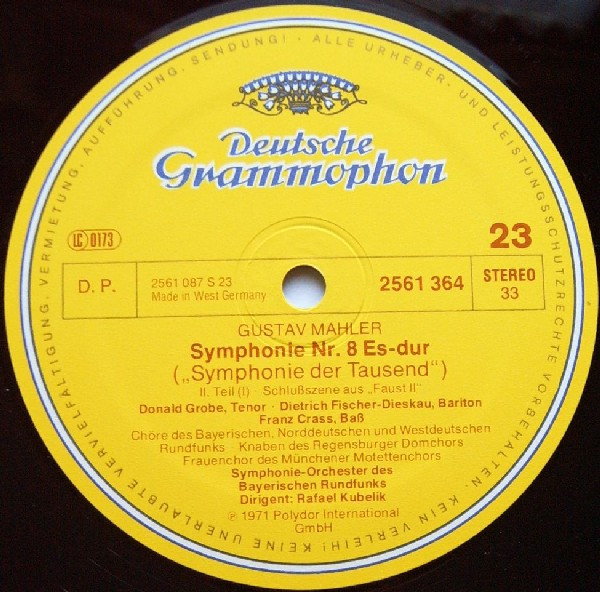 KEINE UNERLAUBTE VERVIELFÄLTIGUNG, VERMIETUNG, AUFFÜHRUNG, SENDUNG! · ALLE URHEBER- UND LEISTUNGSSCHUTZRECHTE VORBEHALTEN: KEIN VERLEIH!
Deutsche
Grammophon
LC 0173
23
D. P.
2561 087 S 23
Made in West Germany
2561 364
STEREO
33
GUSTAV MAHLER
Symphonie Nr. 8 Es-dur
(„Symphonie der Tausend“)
II. Teil (I) · Schlußszene aus „Faust II“
Donald Grobe, Tenor · Dietrich Fischer-Dieskau, Bariton
Franz Crass, Baß
Chöre des Bayerischen, Norddeutschen und Westdeutschen
Rundfunks · Knaben des Regensburger Domchors
Frauenchor des Münchener Motettenchors
Symphonie-Orchester des
Bayerischen Rundfunks
Dirigent: Rafael Kubelik
℗ 1971 Polydor International
GmbH